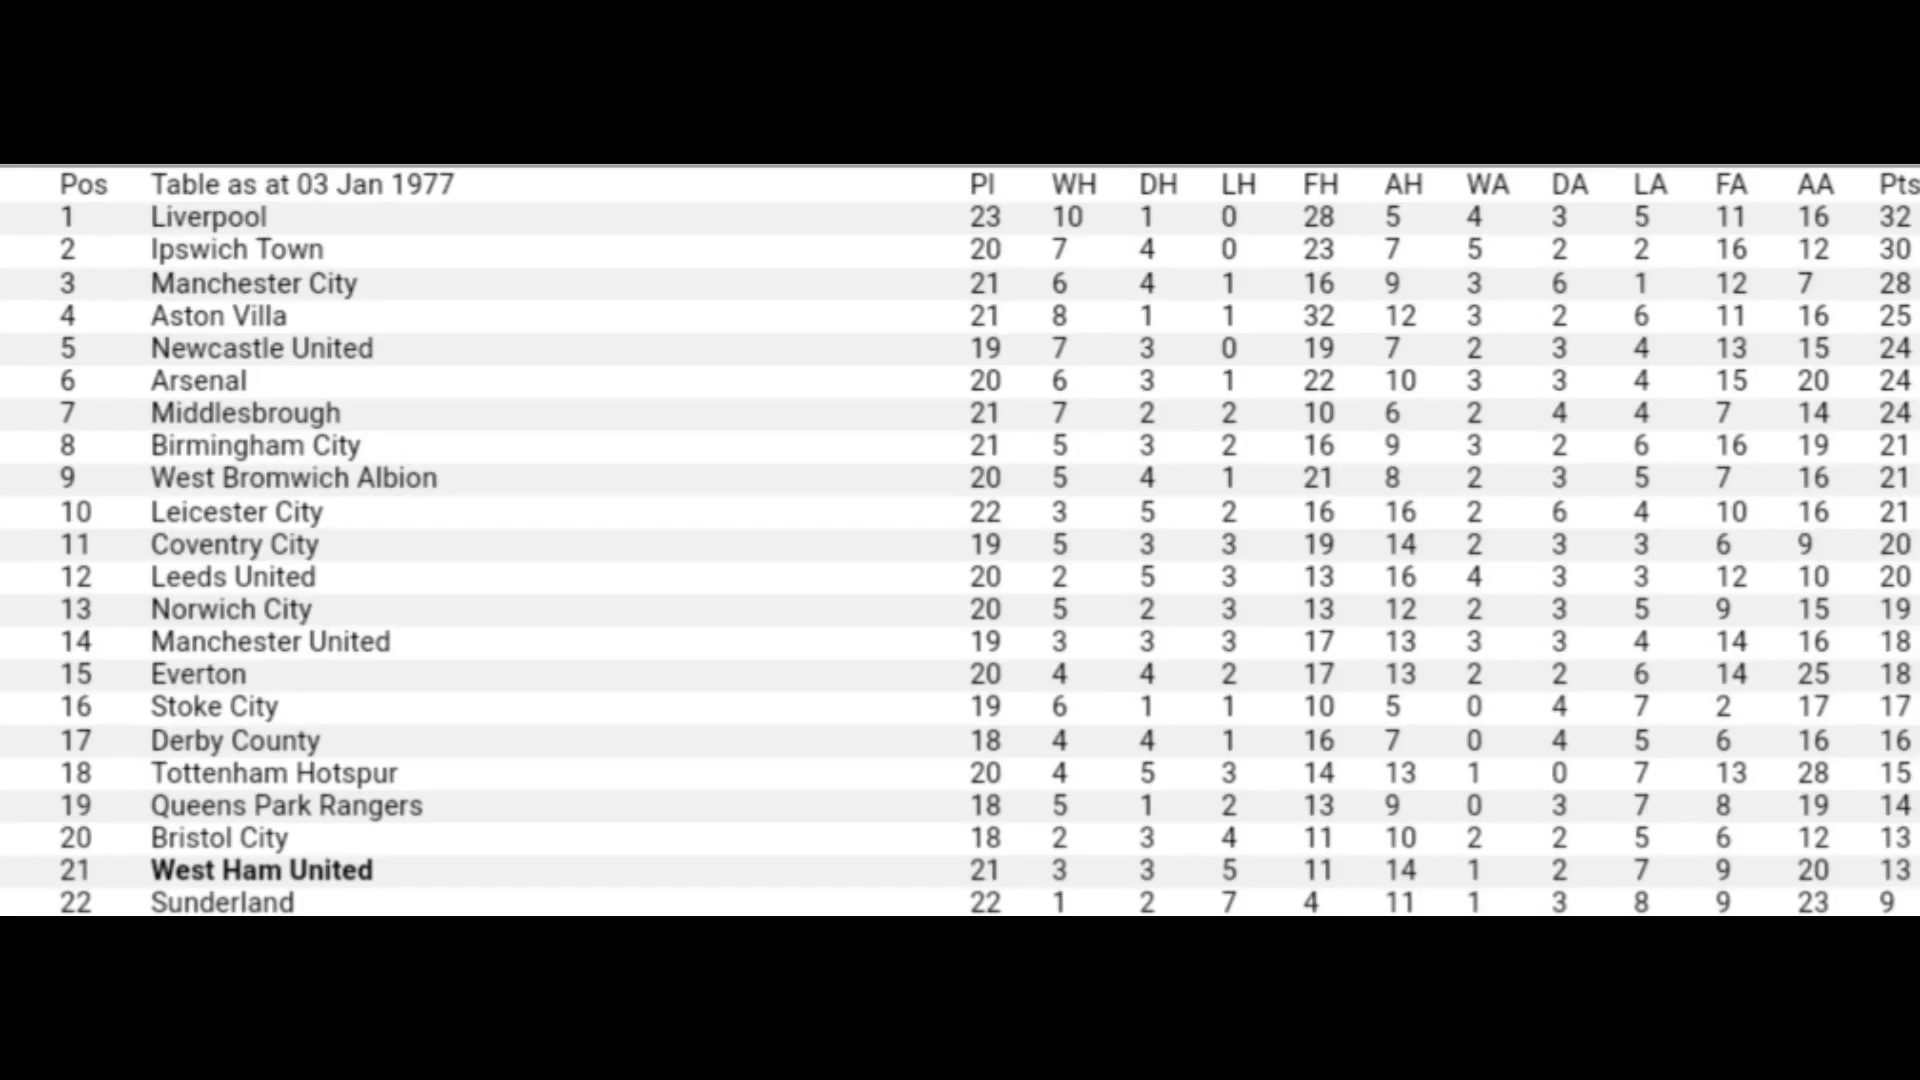 Pos Table as at 03 Jan 1977 Pl WH DH LH FH AH WA DA LA FA AA Pts
1 Liverpool 23 10 1 0 28 5 4 3 5 11 16 32
2 Ipswich Town 20 7 4 0 23 7 5 2 2 16 12 30
3 Manchester City 21 6 4 1 16 9 3 6 1 12 7 28
4 Aston Villa 21 8 1 1 32 12 3 2 6 11 16 25
5 Newcastle United 19 7 3 0 19 7 2 3 4 13 15 24
6 Arsenal 20 6 3 1 22 10 3 3 4 15 20 24
7 Middlesbrough 21 7 2 2 10 6 2 4 4 7 14 24
8 Birmingham City 21 5 3 2 16 9 3 2 6 16 19 21
9 West Bromwich Albion 20 5 4 1 21 8 2 3 5 7 16 21
10 Leicester City 22 3 5 2 16 16 2 6 4 10 16 21
11 Coventry City 19 5 3 3 19 14 2 3 3 6 9 20
12 Leeds United 20 2 5 3 13 16 4 3 3 12 10 20
13 Norwich City 20 5 2 3 13 12 2 3 5 9 15 19
14 Manchester United 19 3 3 3 17 13 3 3 4 14 16 18
15 Everton 20 4 4 2 17 13 2 2 6 14 25 18
16 Stoke City 19 6 1 1 10 5 0 4 7 2 17 17
17 Derby County 18 4 4 1 16 7 0 4 5 6 16 16
18 Tottenham Hotspur 20 4 5 3 14 13 1 0 7 13 28 15
19 Queens Park Rangers 18 5 1 2 13 9 0 3 7 8 19 14
20 Bristol City 18 2 3 4 11 10 2 2 5 6 12 13
21 West Ham United 21 3 3 5 11 14 1 2 7 9 20 13
22 Sunderland 22 1 2 7 4 11 1 3 8 9 23 9